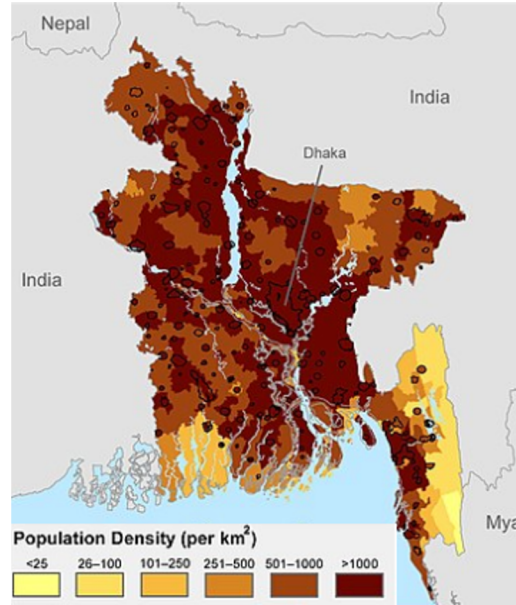 Nepal
India
Dhaka
India
Mya
Population Density (per km²)
<25 26–100 101–250 251–500 501–1000 >1000